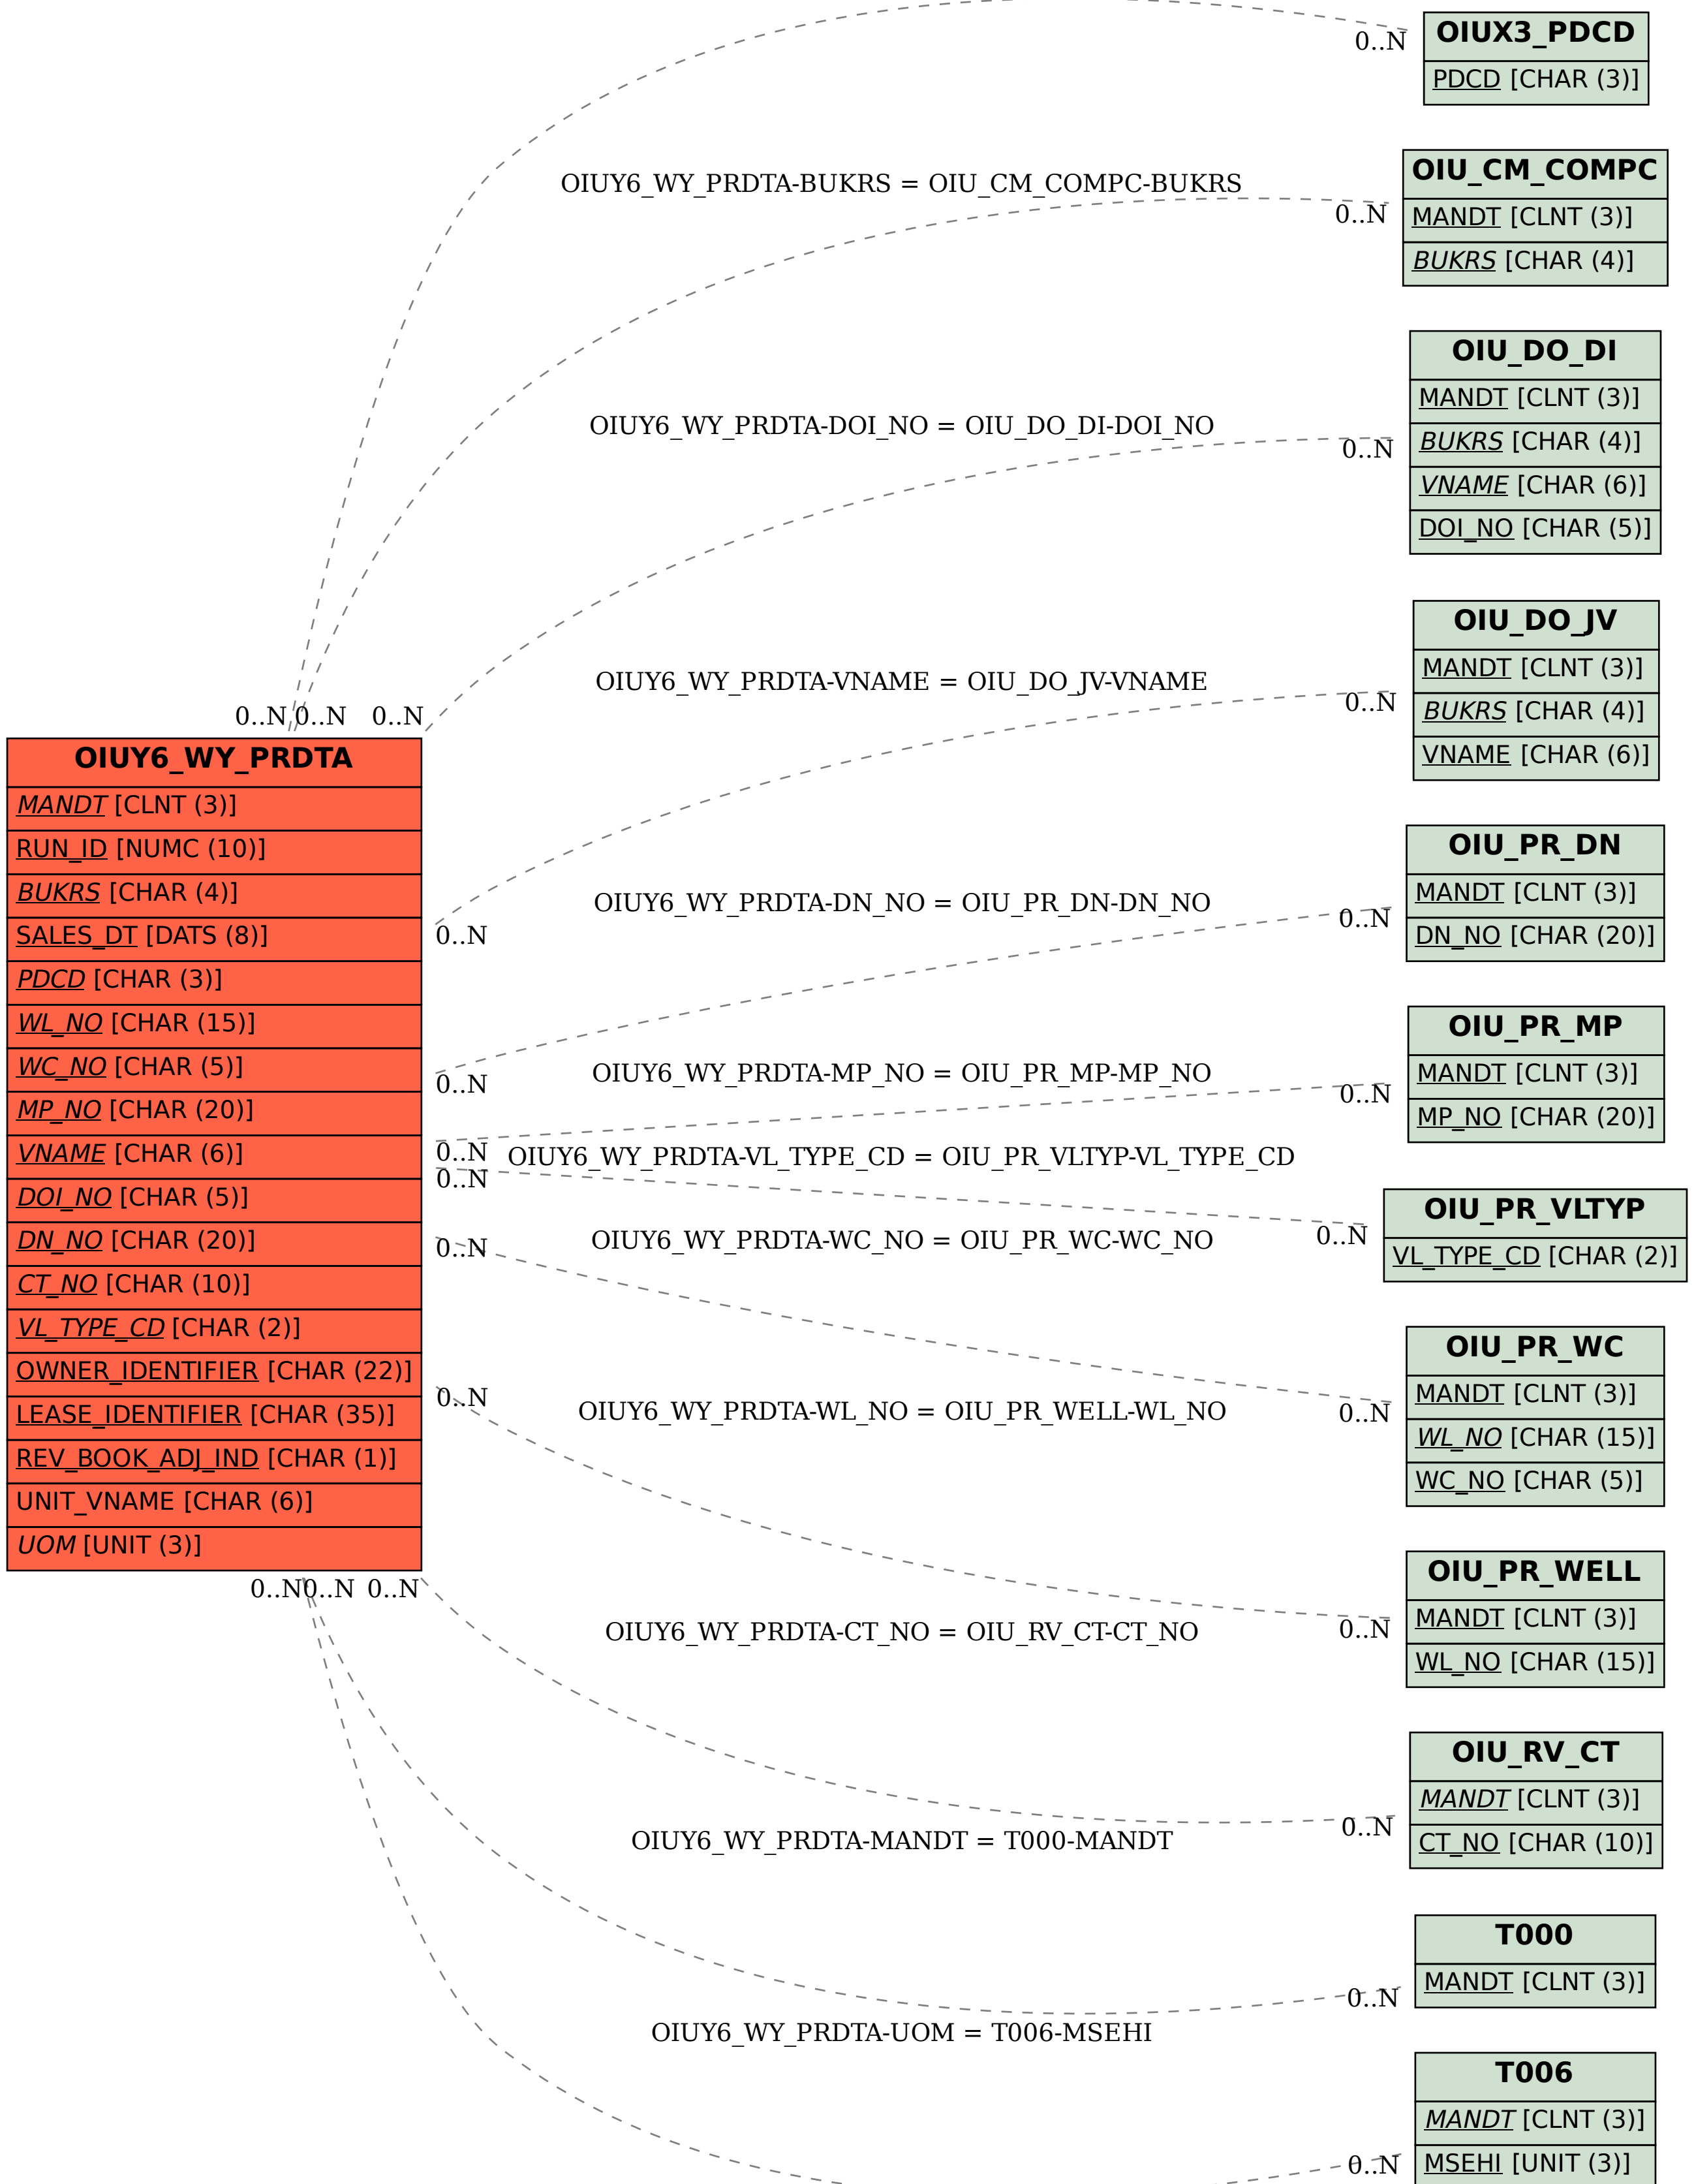 OIUX3_PDCD
0..N
PDCD [CHAR (3)]
OIU_CM_COMPC
OIUY6_WY_PRDTA-BUKRS = OIU_CM_COMPC-BUKRS
0..N
MANDT [CLNT (3)]
BUKRS [CHAR (4)]
OIU_DO_DI
MANDT [CLNT (3)]
OIUY6_WY_PRDTA-DOI_NO = OIU_DO_DI-DOI_NO
0..N
BUKRS [CHAR (4)]
VNAME [CHAR (6)]
DOI_NO [CHAR (5)]
OIU_DO_JV
MANDT [CLNT (3)]
OIUY6_WY_PRDTA-VNAME = OIU_DO_JV-VNAME
0..N
BUKRS [CHAR (4)]
VNAME [CHAR (6)]
0..N 0..N 0..N
OIUY6_WY_PRDTA
MANDT [CLNT (3)]
RUN_ID [NUMC (10)]
BUKRS [CHAR (4)]
SALES_DT [DATS (8)]
PDCD [CHAR (3)]
WL_NO [CHAR (15)]
WC_NO [CHAR (5)]
MP_NO [CHAR (20)]
VNAME [CHAR (6)]
DOI_NO [CHAR (5)]
DN_NO [CHAR (20)]
CT_NO [CHAR (10)]
VL_TYPE_CD [CHAR (2)]
OWNER_IDENTIFIER [CHAR (22)]
LEASE_IDENTIFIER [CHAR (35)]
REV_BOOK_ADJ_IND [CHAR (1)]
UNIT_VNAME [CHAR (6)]
UOM [UNIT (3)]
0..N
0..N
0..N
0..N
0..N
0..N
0..N 0..N 0..N
OIU_PR_DN
MANDT [CLNT (3)]
OIUY6_WY_PRDTA-DN_NO = OIU_PR_DN-DN_NO
0..N
DN_NO [CHAR (20)]
OIU_PR_MP
OIUY6_WY_PRDTA-MP_NO = OIU_PR_MP-MP_NO
MANDT [CLNT (3)]
0..N
MP_NO [CHAR (20)]
OIUY6_WY_PRDTA-VL_TYPE_CD = OIU_PR_VLTYP-VL_TYPE_CD
OIU_PR_VLTYP
0..N
VL_TYPE_CD [CHAR (2)]
OIUY6_WY_PRDTA-WC_NO = OIU_PR_WC-WC_NO
OIU_PR_WC
MANDT [CLNT (3)]
0..N
WL_NO [CHAR (15)]
WC_NO [CHAR (5)]
OIUY6_WY_PRDTA-WL_NO = OIU_PR_WELL-WL_NO
OIU_PR_WELL
MANDT [CLNT (3)]
0..N
WL_NO [CHAR (15)]
OIUY6_WY_PRDTA-CT_NO = OIU_RV_CT-CT_NO
OIU_RV_CT
MANDT [CLNT (3)]
0..N
CT_NO [CHAR (10)]
OIUY6_WY_PRDTA-MANDT = T000-MANDT
T000
MANDT [CLNT (3)]
0..N
OIUY6_WY_PRDTA-UOM = T006-MSEHI
T006
MANDT [CLNT (3)]
0..N
MSEHI [UNIT (3)]